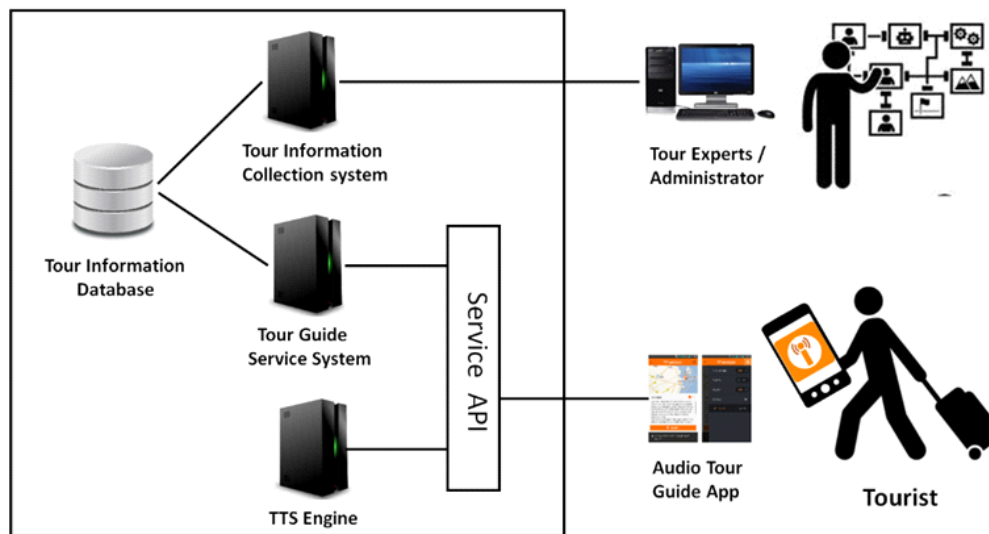 Tour Information
Collection system
Tour Experts /
Administrator
Tour Information
Database
Tour Guide
Service System
Service API
TTS Engine
Audio Tour
Guide App
Tourist